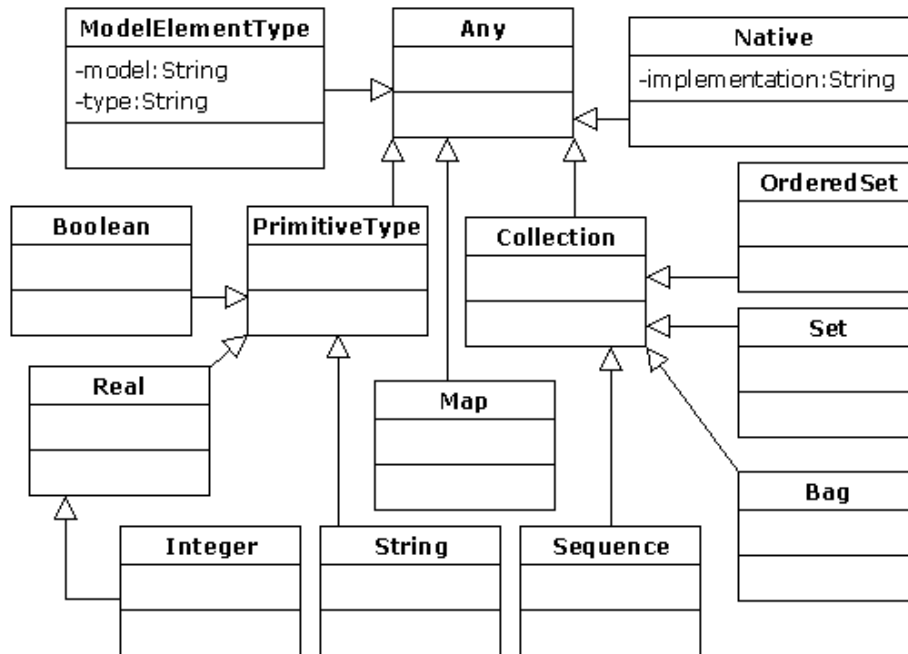 ModelElementType
-model:String
-type:String
Any
Native
-implementation:String
OrderedSet
Boolean
PrimitiveType
Collection
Set
Real
Map
Bag
Integer
String
Sequence